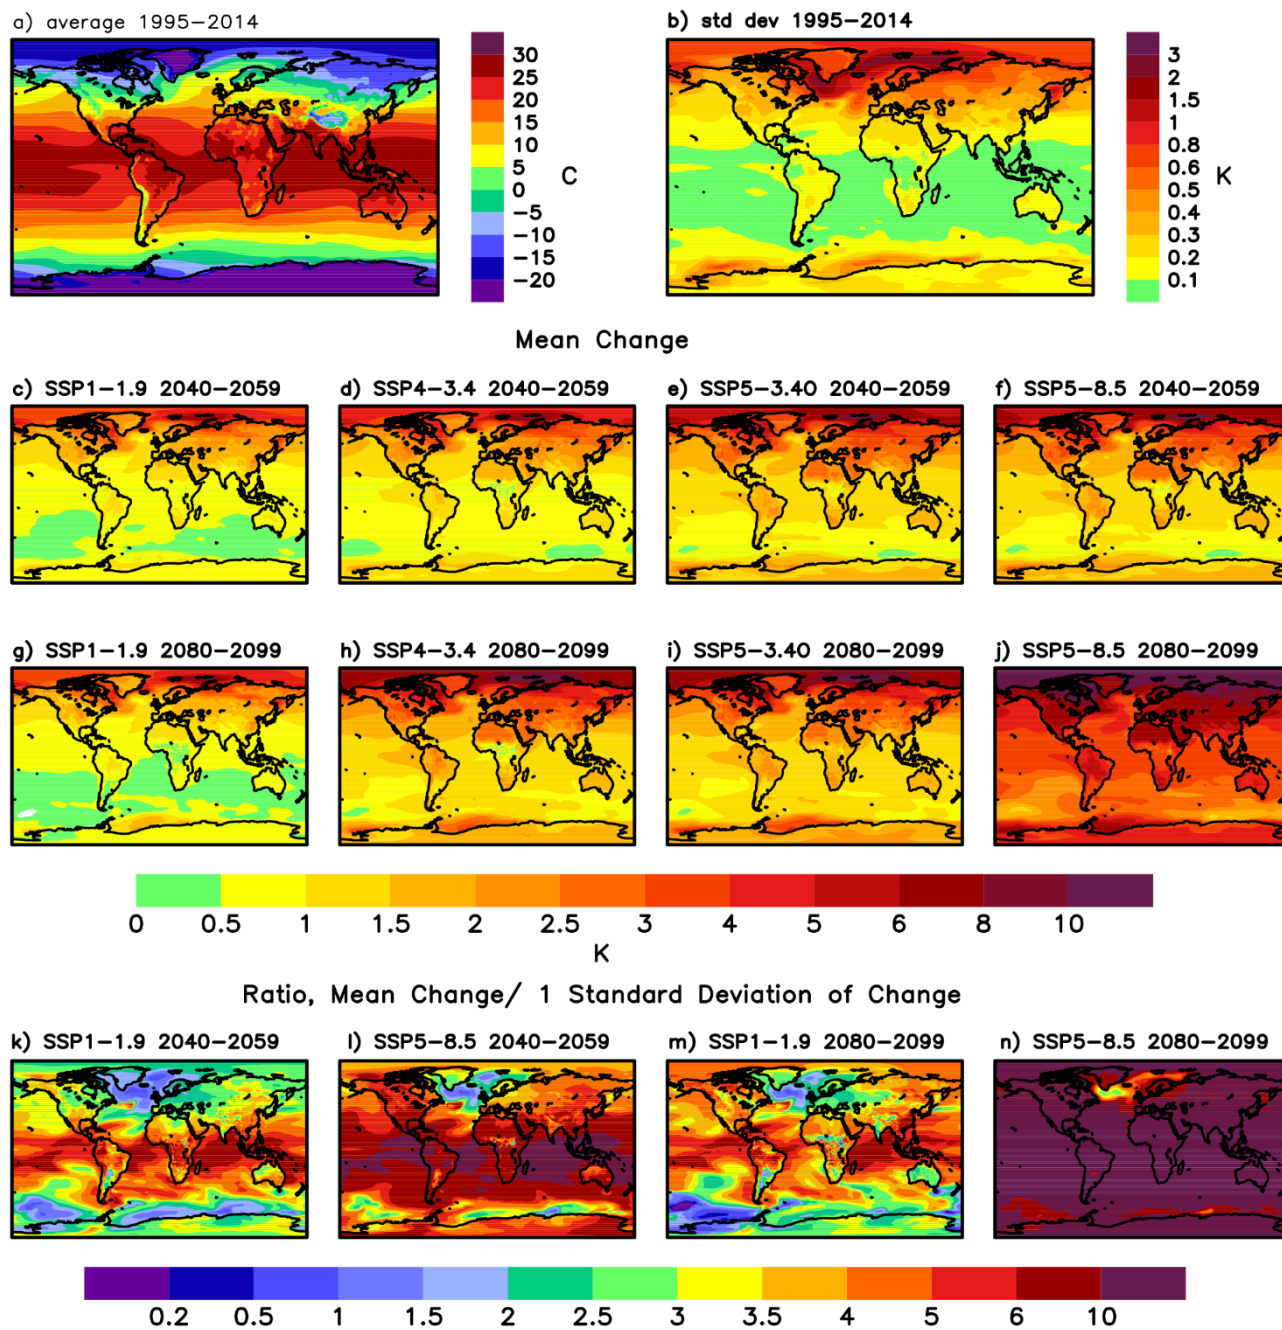 a) average 1995−2014
b) std dev 1995−2014
30
25
20
15
10
5
0
−5
−10
−15
−20
C
3
2
1.5
1
0.8
0.6
0.5
0.4
0.3
0.2
0.1
K
Mean Change
c) SSP1−1.9 2040−2059
d) SSP4−3.4 2040−2059
e) SSP5−3.4O 2040−2059
f) SSP5−8.5 2040−2059
g) SSP1−1.9 2080−2099
h) SSP4−3.4 2080−2099
i) SSP5−3.4O 2080−2099
j) SSP5−8.5 2080−2099
0 0.5 1 1.5 2 2.5 3 4 5 6 8 10
K
Ratio, Mean Change/ 1 Standard Deviation of Change
k) SSP1−1.9 2040−2059
l) SSP5−8.5 2040−2059
m) SSP1−1.9 2080−2099
n) SSP5−8.5 2080−2099
0.2 0.5 1 1.5 2 2.5 3 3.5 4 5 6 10